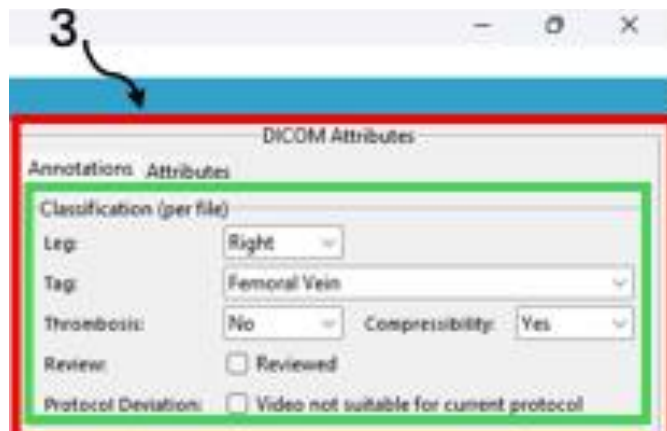 3.
DICOM Attributes
Annotations Attributes
Classification (per file)
Leg: Right
Tag: Femoral Vein
Thrombosis: No Compressibility: Yes
Review: Reviewed
Protocol Deviation: Video not suitable for current protocol